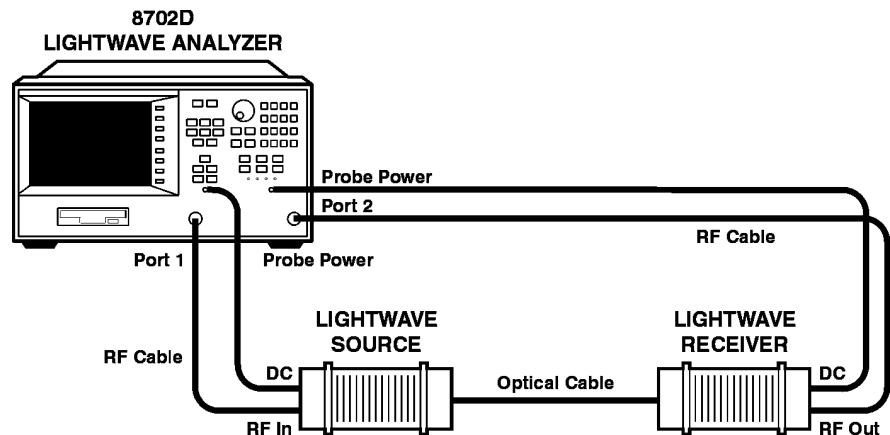 8702D
LIGHTWAVE ANALYZER
Probe Power
Port 2
RF Cable
Port 1
Probe Power
RF Cable
LIGHTWAVE
SOURCE
LIGHTWAVE
RECEIVER
DC
Optical Cable
DC
RF In
RF Out